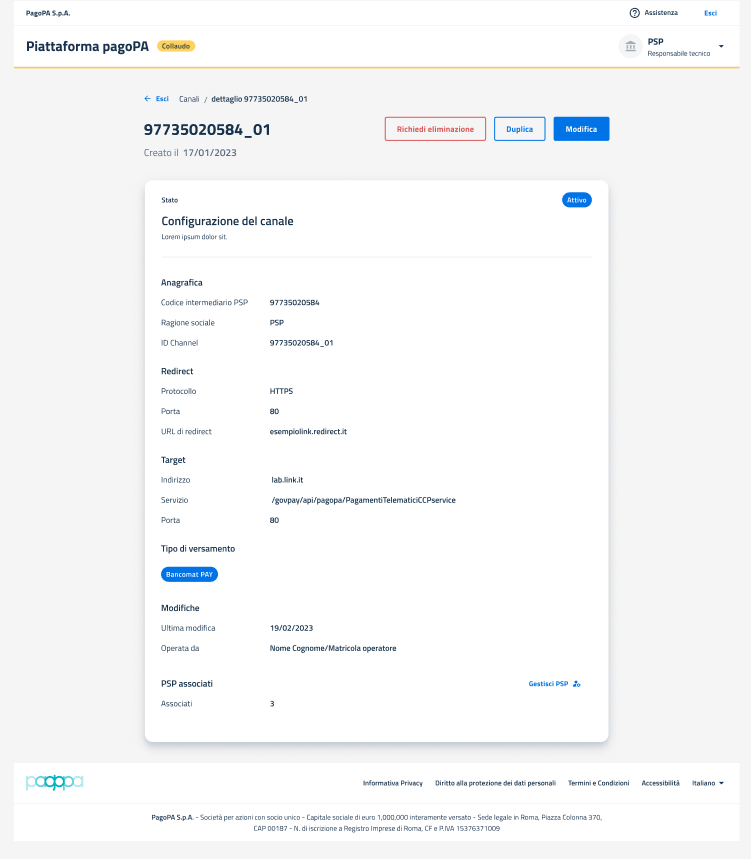 PagoPA S.p.A.
Assistenza
Esci
Piattaforma pagoPA
Collaudo
PSP
Responsabile tecnico
← Esci Canali / dettaglio 97735020584_01
97735020584_01
Richiedi eliminazione
Duplica
Modifica
Creato il 17/01/2023
Stato
Attivo
Configurazione del canale
Lorem ipsum dolor sit.
Anagrafica
Codice intermediario PSP 97735020584
Ragione sociale PSP
ID Channel 97735020584_01
Redirect
Protocollo HTTPS
Porta 80
URL di redirect esempiolink.redirect.it
Target
Indirizzo lab.link.it
Servizio /govpay/api/pagopa/PagamentiTelematiciCCPservice
Porta 80
Tipo di versamento
Bancomat PAY
Modifiche
Ultima modifica 19/02/2023
Operata da Nome Cognome/Matricola operatore
PSP associati
Gestisci PSP
Associati 3
pagopa
Informativa Privacy Diritto alla protezione dei dati personali Termini e Condizioni Accessibilità Italiano
PagoPA S.p.A. - Società per azioni con socio unico - Capitale sociale di euro 1,000,000 interamente versato - Sede legale in Roma, Piazza Colonna 370,
CAP 00187 - N. di iscrizione a Registro Imprese di Roma, CF e P.IVA 15376371009